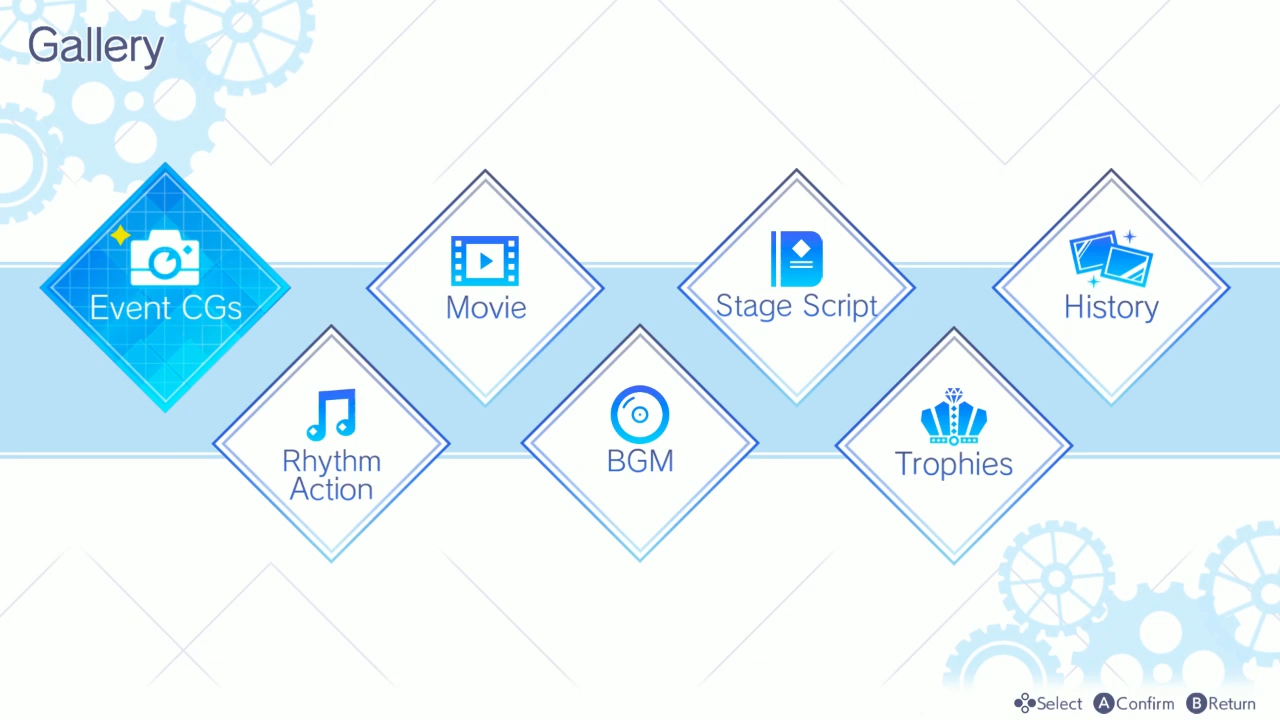 Gallery
Event CGs
Movie
Stage Script
History
Rhythm
Action
BGM
Trophies
Select A Confirm B Return